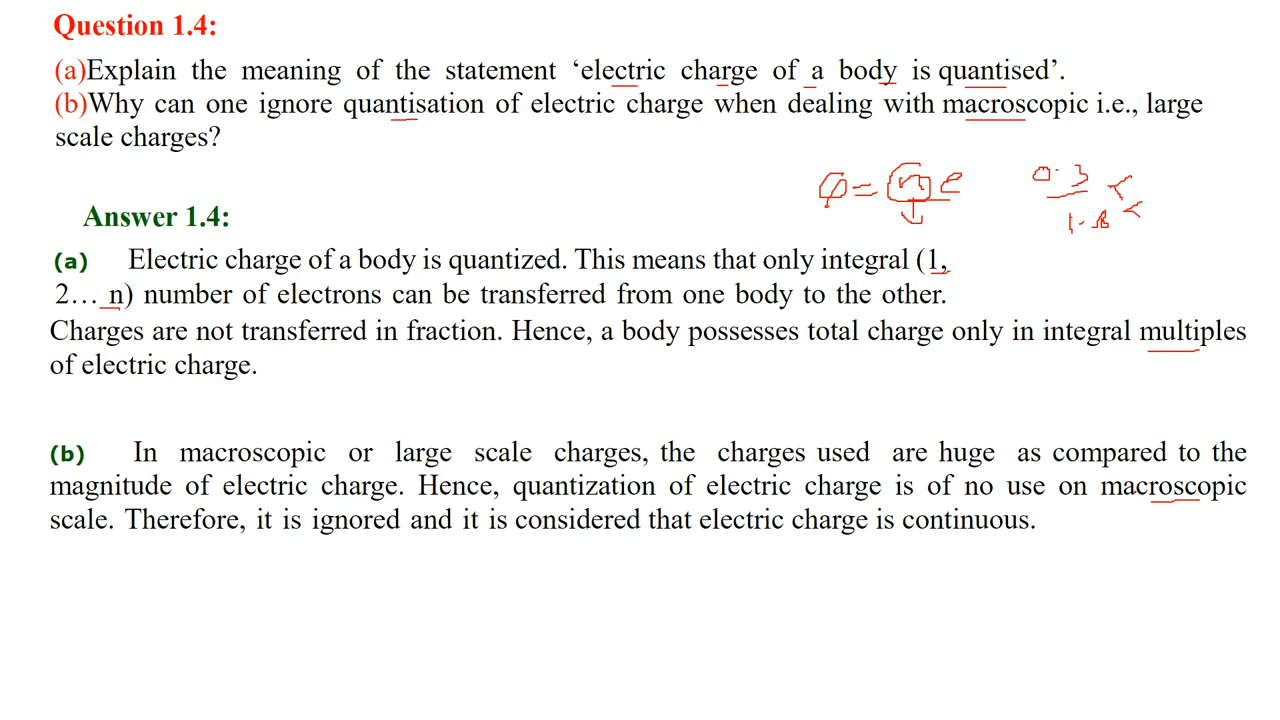 Question 1.4:
(a)Explain the meaning of the statement ‘electric charge of a body is quantised’.
(b)Why can one ignore quantisation of electric charge when dealing with macroscopic i.e., large
scale charges?
Q = ne 0.3
Answer 1.4:
(a) Electric charge of a body is quantized. This means that only integral (1,
2… n) number of electrons can be transferred from one body to the other.
Charges are not transferred in fraction. Hence, a body possesses total charge only in integral multiples
of electric charge.
(b) In macroscopic or large scale charges, the charges used are huge as compared to the
magnitude of electric charge. Hence, quantization of electric charge is of no use on macroscopic
scale. Therefore, it is ignored and it is considered that electric charge is continuous.